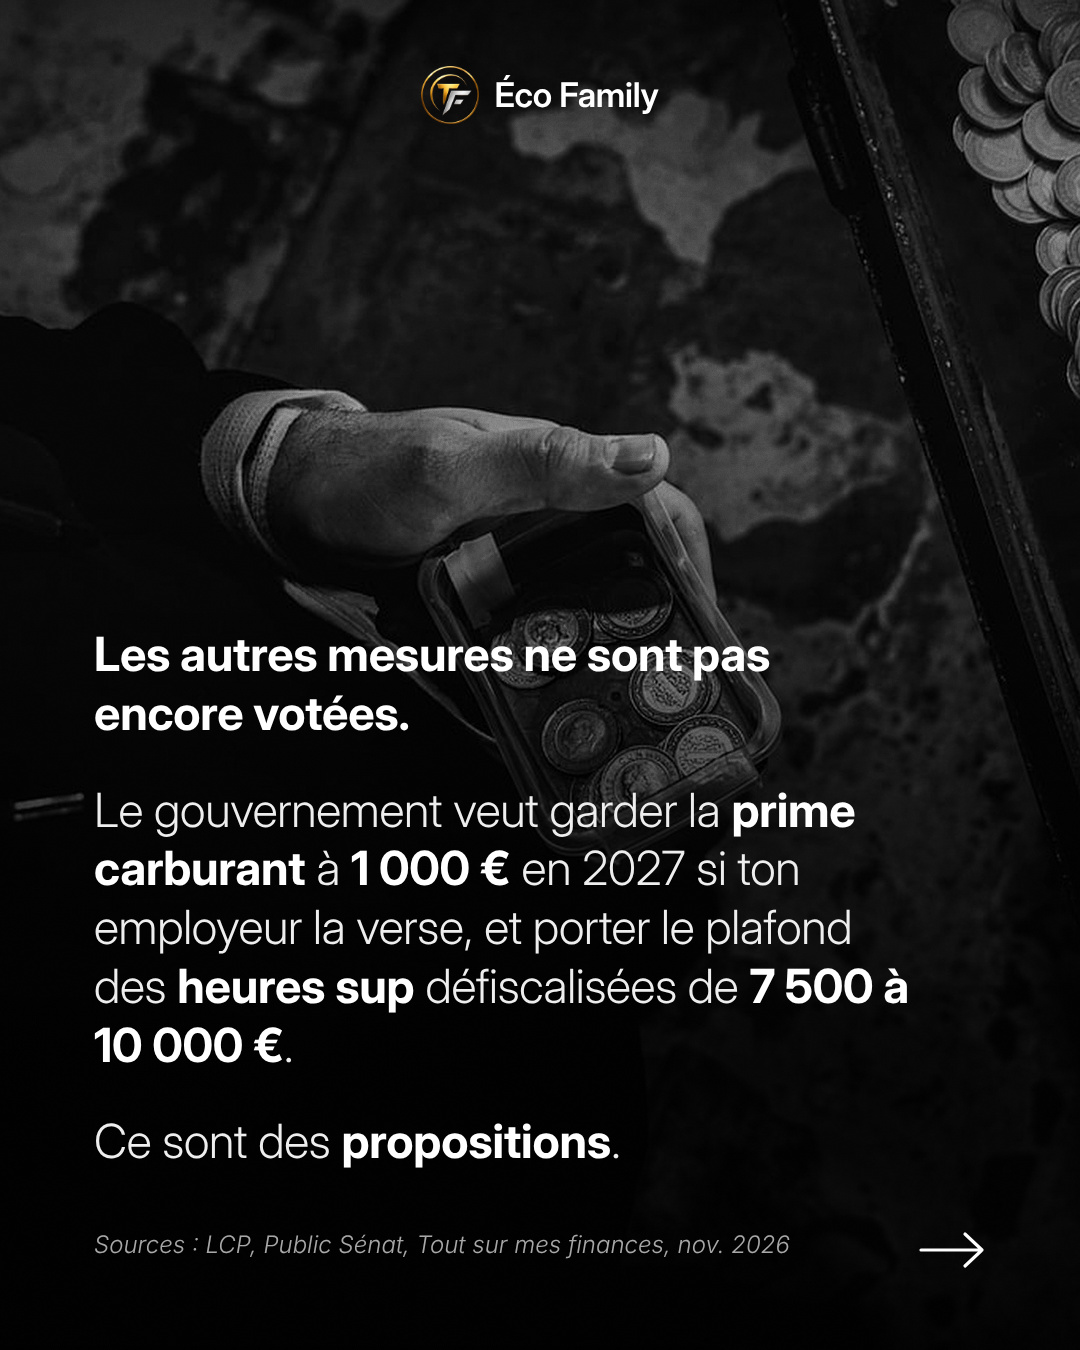 TF Éco Family
Les autres mesures ne sont pas
encore votées.
Le gouvernement veut garder la prime
carburant à 1 000 € en 2027 si ton
employeur la verse, et porter le plafond
des heures sup défiscalisées de 7 500 à
10 000 €.
Ce sont des propositions.
Sources : LCP, Public Sénat, Tout sur mes finances, nov. 2026